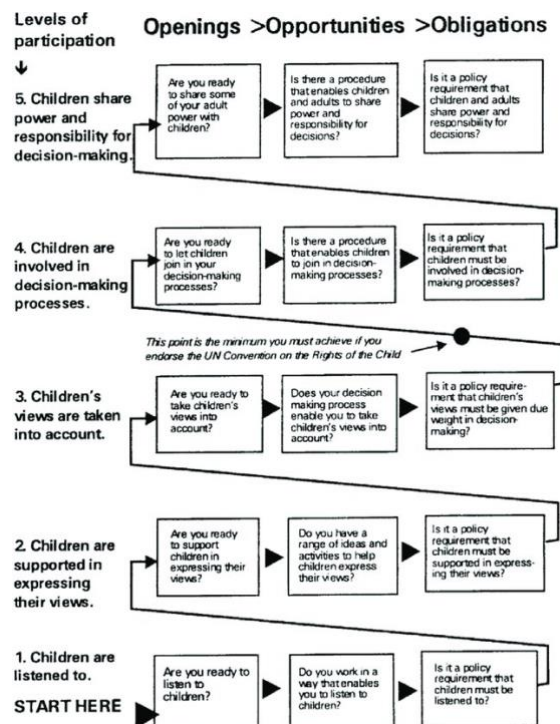 Levels of
participation
Openings >Opportunities >Obligations
5. Children share
power and
responsibility for
decision-making.
Are you ready
to share some
of your adult
power with
children?
Is there a procedure
that enables children
and adults to share
power and
responsibility for
decisions?
Is it a policy
requirement that
children and adults
share power and
responsibility for
decisions?
4. Children are
involved in
decision-making
processes.
Are you ready
to let children
join in your
decision-making
processes?
Is there a procedure
that enables children
to join in decision-
making processes?
Is it a policy
requirement that
children must be
involved in decision-
making processes?
This point is the minimum you must achieve if you
endorse the UN Convention on the Rights of the Child
3. Children's
views are taken
into account.
Are you ready to
take children's
views into
account?
Does your decision
making process
enable you to take
children's views into
account?
Is it a policy require-
ment that children's
views must be given due
weight in decision-
making?
2. Children are
supported in
expressing
their views.
Are you ready
to support
children in
expressing their
views?
Do you have a
range of ideas and
activities to help
children express
their views?
Is it a policy
requirement that
children must be
supported in express-
ing their views?
1. Children are
listened to.
START HERE
Are you ready to
listen to
children?
Do you work in a
way that enables
you to listen to
children?
Is it a policy
requirement that
children must be
listened to?